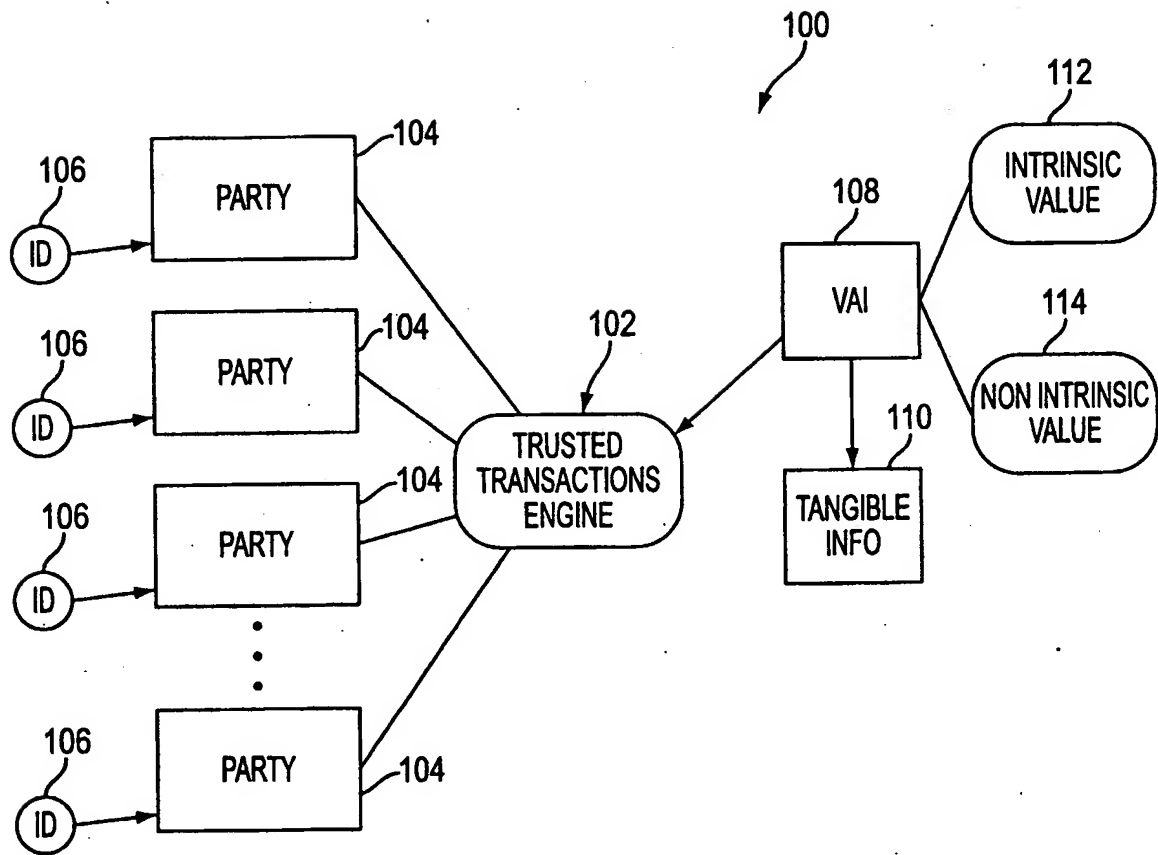 100
112
INTRINSIC
VALUE
106
ID
PARTY
104
108
VAI
114
NON INTRINSIC
VALUE
106
ID
PARTY
104
102
TRUSTED
TRANSACTIONS
ENGINE
110
TANGIBLE
INFO
106
ID
PARTY
104
106
ID
PARTY
104